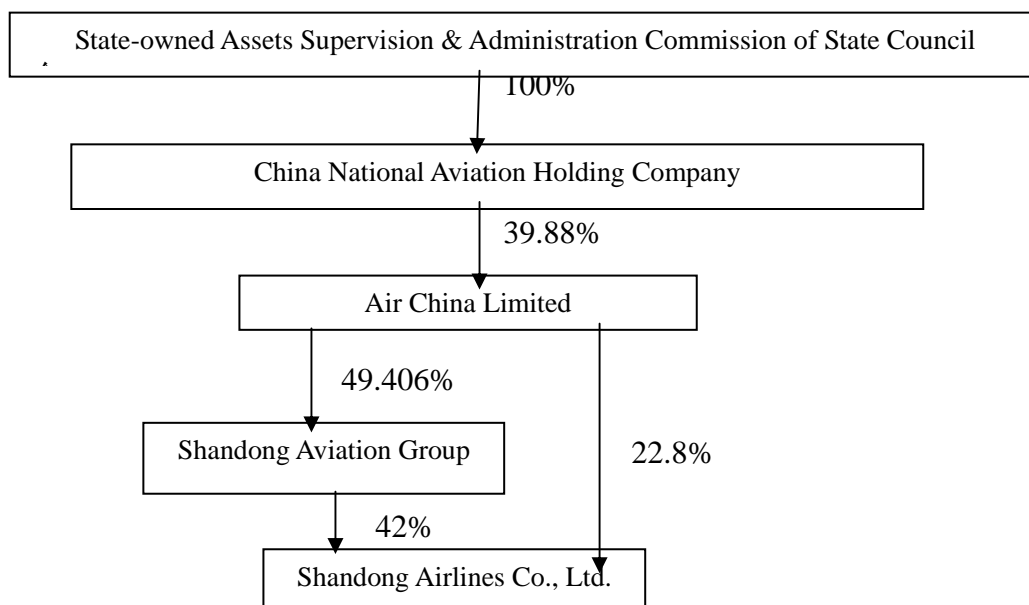 State-owned Assets Supervision & Administration Commission of State Council
100%
China National Aviation Holding Company
39.88%
Air China Limited
49.406%
Shandong Aviation Group
22.8%
42%
Shandong Airlines Co., Ltd.